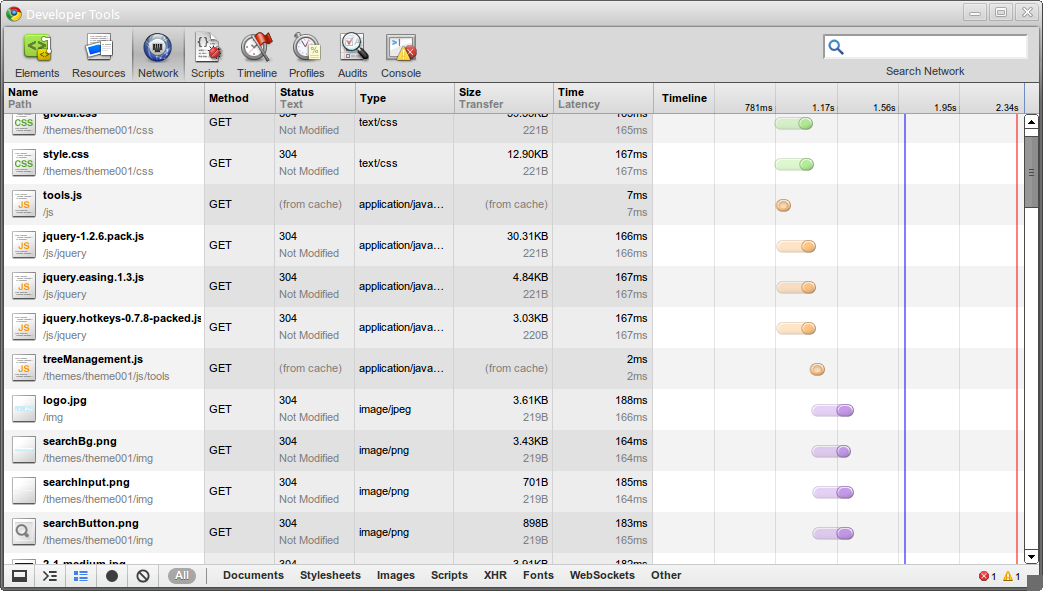 Developer Tools
Elements Resources Network Scripts Timeline Profiles Audits Console
Search Network
Name Method Status Type Size Time Timeline
Path Text Transfer Latency
781ms 1.17s 1.56s 1.95s 2.34s
global.css GET 304 text/css
/themes/theme001/css Not Modified 221B 165ms
style.css GET 304 text/css 12.90KB 167ms
/themes/theme001/css Not Modified 221B 167ms
tools.js GET (from cache) application/java… (from cache) 7ms
/js 7ms
jquery-1.2.6.pack.js GET 304 application/java… 30.31KB 166ms
/js/jquery Not Modified 221B 166ms
jquery.easing.1.3.js GET 304 application/java… 4.84KB 167ms
/js/jquery Not Modified 221B 167ms
jquery.hotkeys-0.7.8-packed.js GET 304 application/java… 3.03KB 167ms
/js/jquery Not Modified 220B 167ms
treeManagement.js GET (from cache) application/java… (from cache) 2ms
/themes/theme001/js/tools 2ms
logo.jpg GET 304 image/jpeg 3.61KB 188ms
/img Not Modified 219B 166ms
searchBg.png GET 304 image/png 3.43KB 164ms
/themes/theme001/img Not Modified 219B 164ms
searchInput.png GET 304 image/png 701B 185ms
/themes/theme001/img Not Modified 219B 164ms
searchButton.png GET 304 image/png 898B 183ms
/themes/theme001/img Not Modified 219B 165ms
304 182ms
All Documents Stylesheets Images Scripts XHR Fonts WebSockets Other 1 1